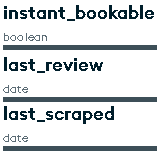 instant_bookable
boolean
last_review
date
last_scraped
date